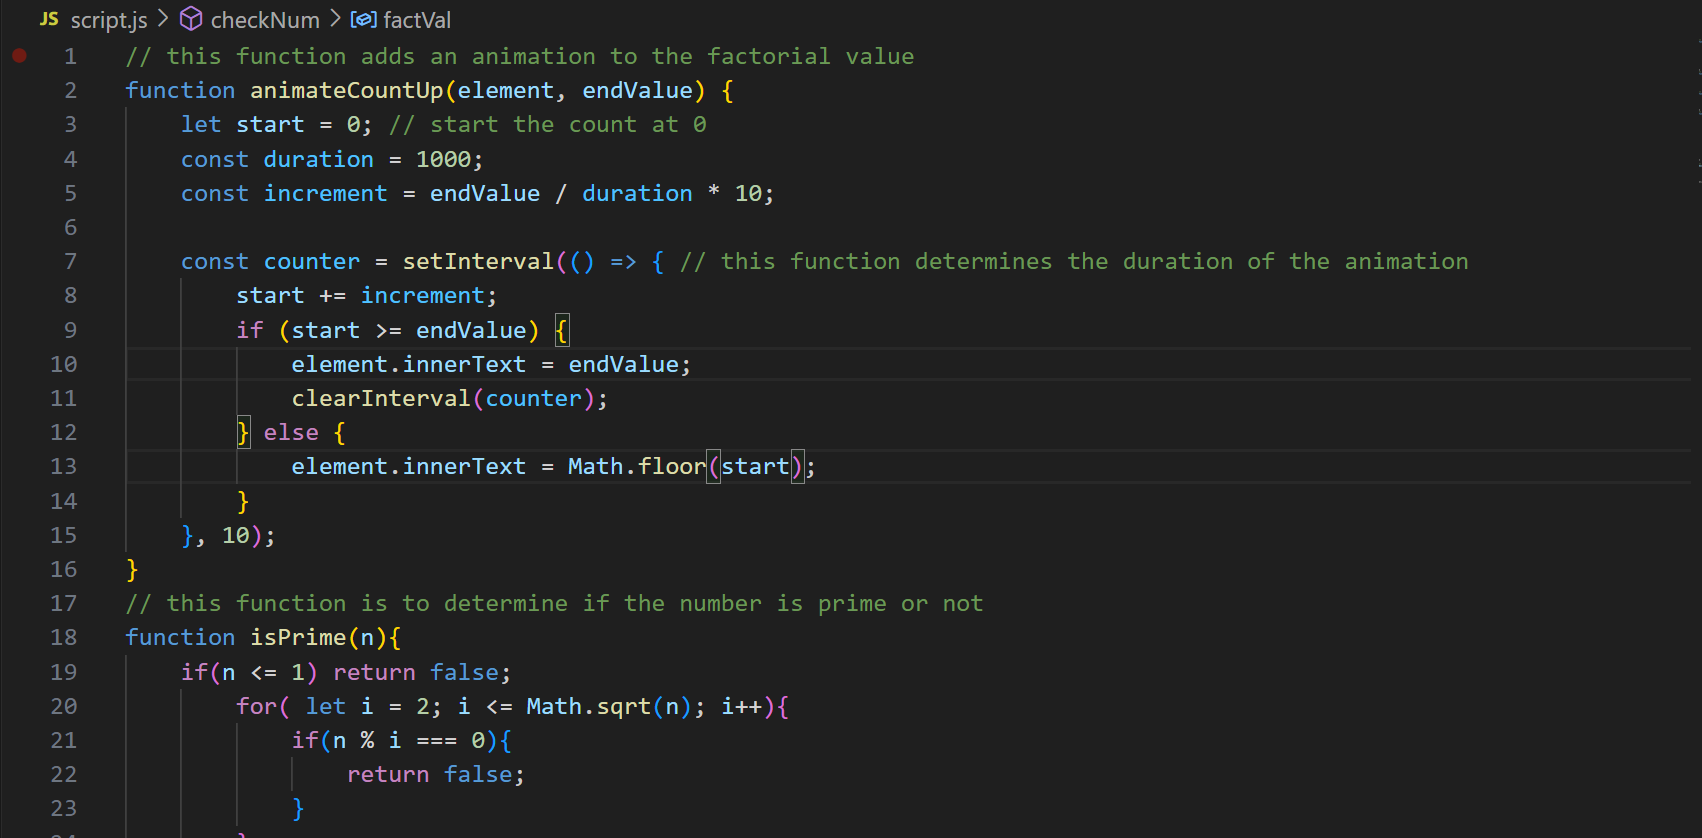 JS script.js > checkNum > factVal
1 // this function adds an animation to the factorial value
2 function animateCountUp(element, endValue) {
3     let start = 0; // start the count at 0
4     const duration = 1000;
5     const increment = endValue / duration * 10;
6
7     const counter = setInterval(() => { // this function determines the duration of the animation
8         start += increment;
9         if (start >= endValue) {
10             element.innerText = endValue;
11             clearInterval(counter);
12         } else {
13             element.innerText = Math.floor(start);
14         }
15     }, 10);
16 }
17 // this function is to determine if the number is prime or not
18 function isPrime(n){
19     if(n <= 1) return false;
20         for( let i = 2; i <= Math.sqrt(n); i++){
21             if(n % i === 0){
22                 return false;
23             }